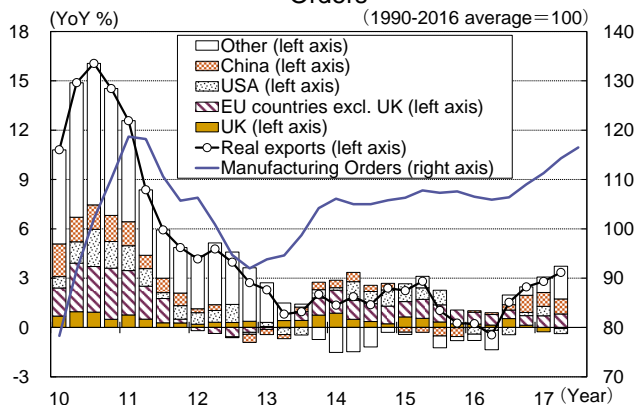 Orders
(YoY %) (1990-2016 average=100)
18 140
15 130
12 120
9 110
6 100
3 90
0 80
-3 70
Other (left axis)
China (left axis)
USA (left axis)
EU countries excl. UK (left axis)
UK (left axis)
Real exports (left axis)
Manufacturing Orders (right axis)
10 11 12 13 14 15 16 17 (Year)